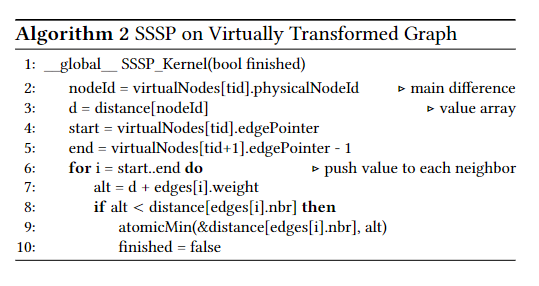 Algorithm 2 SSSP on Virtually Transformed Graph
1: __global__ SSSP_Kernel(bool finished)
2: nodeId = virtualNodes[tid].physicalNodeId ▹ main difference
3: d = distance[nodeId] ▹ value array
4: start = virtualNodes[tid].edgePointer
5: end = virtualNodes[tid+1].edgePointer - 1
6: for i = start..end do ▹ push value to each neighbor
7: alt = d + edges[i].weight
8: if alt < distance[edges[i].nbr] then
9: atomicMin(&distance[edges[i].nbr], alt)
10: finished = false